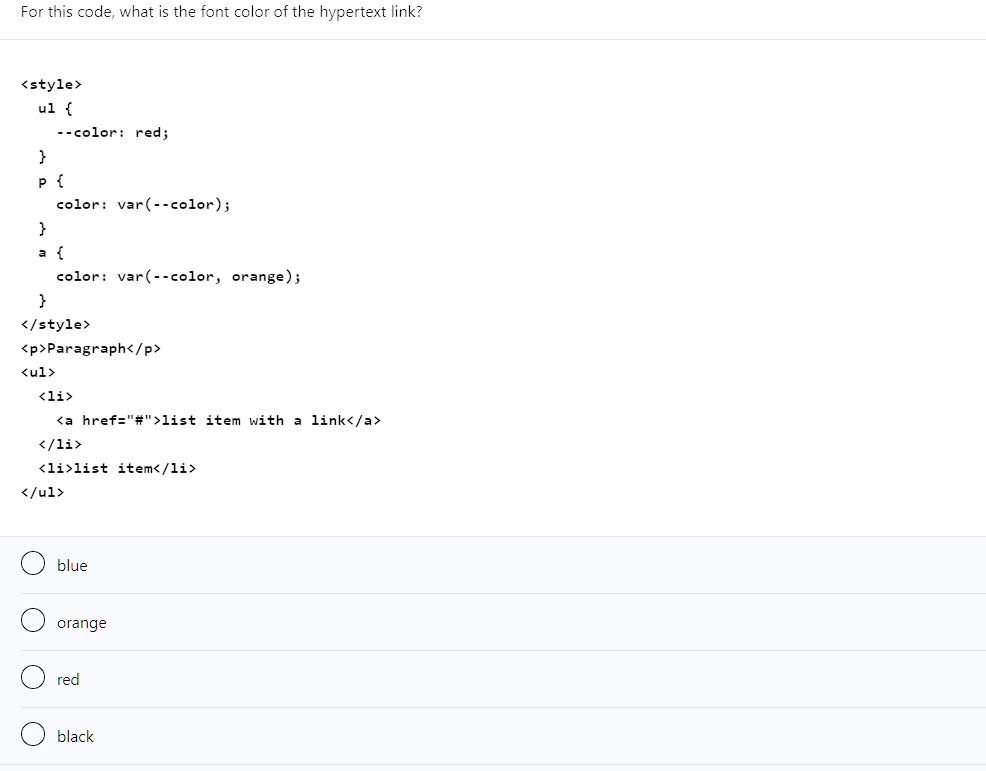 For this code, what is the font color of the hypertext link?
<style>
ul {
--color: red;
}
p {
color: var(--color);
}
a {
color: var(--color, orange);
}
</style>
<p>Paragraph</p>
<ul>
<li>
<a href="#">list item with a link</a>
</li>
<li>list item</li>
</ul>
blue
orange
red
black